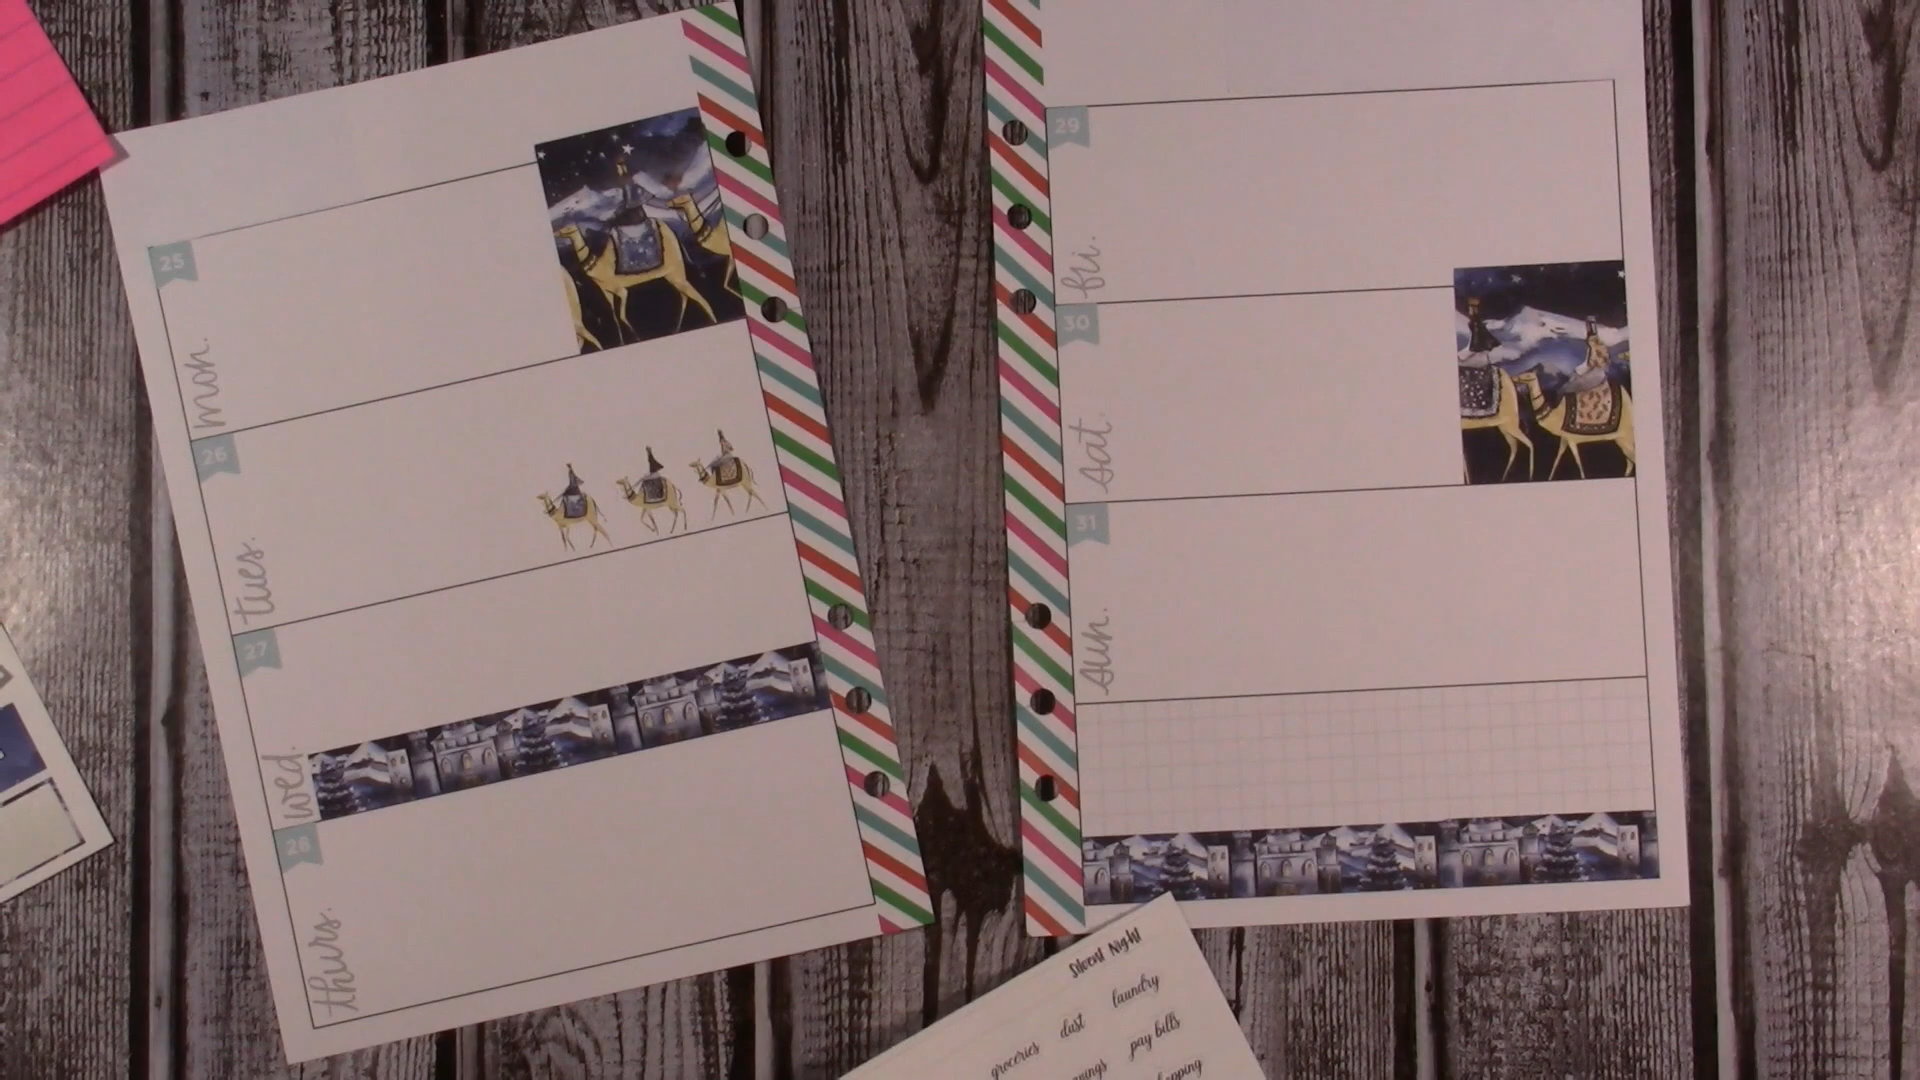 25
mon.
26
tues.
27
wed.
28
thurs.
29
fri.
30
sat.
31
sun.
Silent Night
laundry
dust
pay bills
groceries